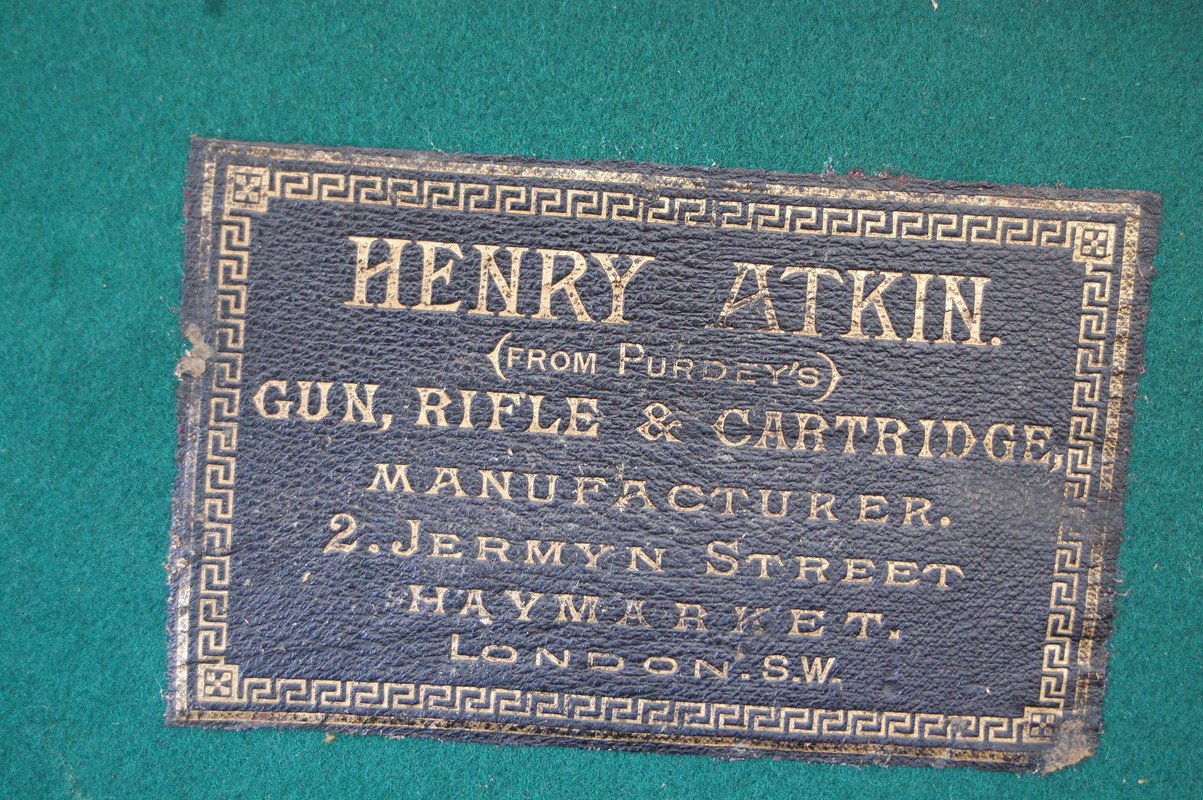 HENRY ATKIN.
(FROM PURDEY'S)
GUN, RIFLE & CARTRIDGE,
MANUFACTURER.
2. JERMYN STREET
HAYMARKET.
LONDON. S.W.